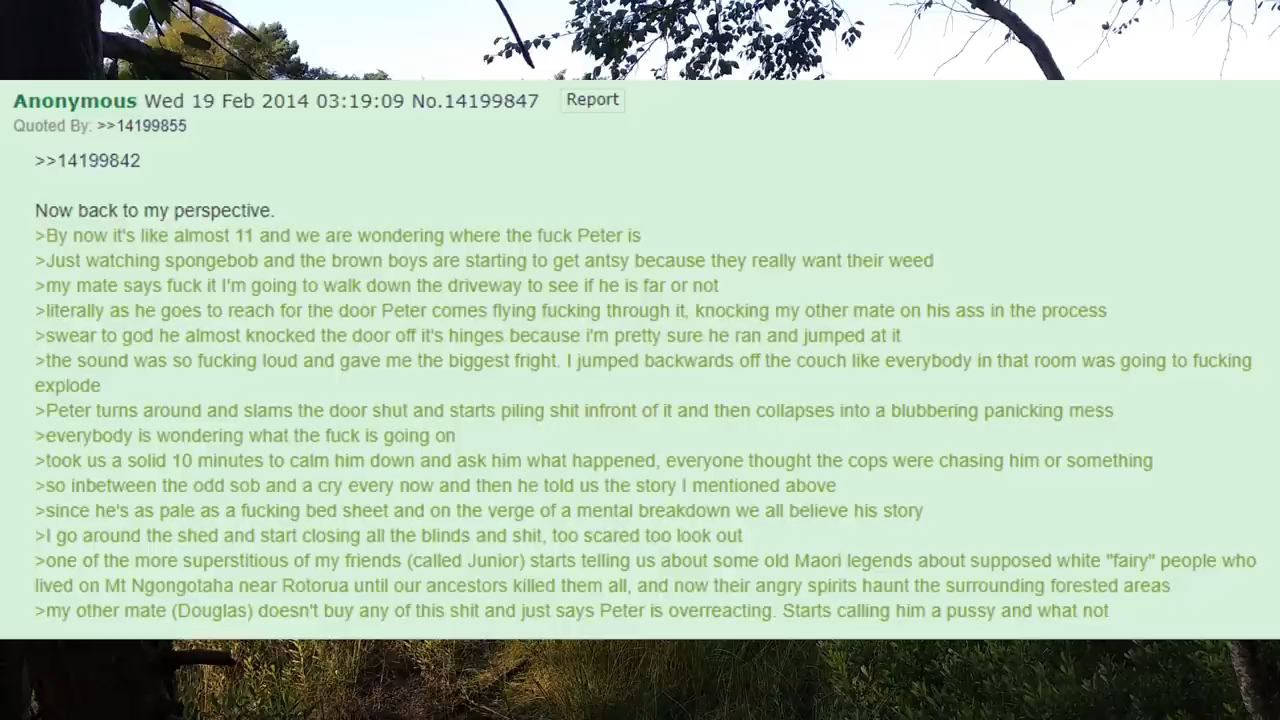 Anonymous Wed 19 Feb 2014 03:19:09 No.14199847 Report
Quoted By: >>14199855
>>14199842
Now back to my perspective.
>By now it's like almost 11 and we are wondering where the fuck Peter is
>Just watching spongebob and the brown boys are starting to get antsy because they really want their weed
>my mate says fuck it I'm going to walk down the driveway to see if he is far or not
>literally as he goes to reach for the door Peter comes flying fucking through it, knocking my other mate on his ass in the process
>swear to god he almost knocked the door off it's hinges because i'm pretty sure he ran and jumped at it
>the sound was so fucking loud and gave me the biggest fright. I jumped backwards off the couch like everybody in that room was going to fucking
explode
>Peter turns around and slams the door shut and starts piling shit infront of it and then collapses into a blubbering panicking mess
>everybody is wondering what the fuck is going on
>took us a solid 10 minutes to calm him down and ask him what happened, everyone thought the cops were chasing him or something
>so inbetween the odd sob and a cry every now and then he told us the story I mentioned above
>since he's as pale as a fucking bed sheet and on the verge of a mental breakdown we all believe his story
>I go around the shed and start closing all the blinds and shit, too scared too look out
>one of the more superstitious of my friends (called Junior) starts telling us about some old Maori legends about supposed white "fairy" people who
lived on Mt Ngongotaha near Rotorua until our ancestors killed them all, and now their angry spirits haunt the surrounding forested areas
>my other mate (Douglas) doesn't buy any of this shit and just says Peter is overreacting. Starts calling him a pussy and what not